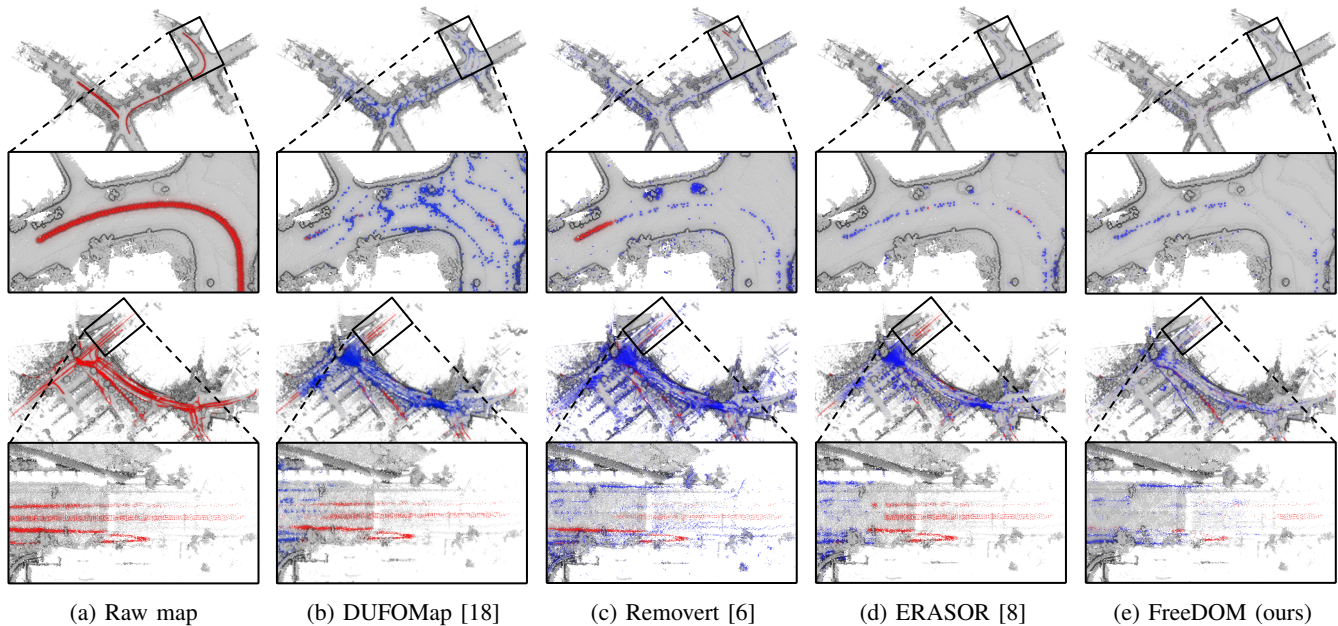 (a) Raw map
(b) DUFOMap [18]
(c) Removert [6]
(d) ERASOR [8]
(e) FreeDOM (ours)